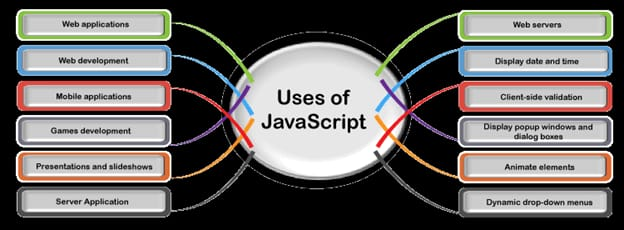 Web applications
Web development
Mobile applications
Games development
Presentations and slideshows
Server Application
Uses of
JavaScript
Web servers
Display date and time
Client-side validation
Display popup windows and
dialog boxes
Animate elements
Dynamic drop-down menus